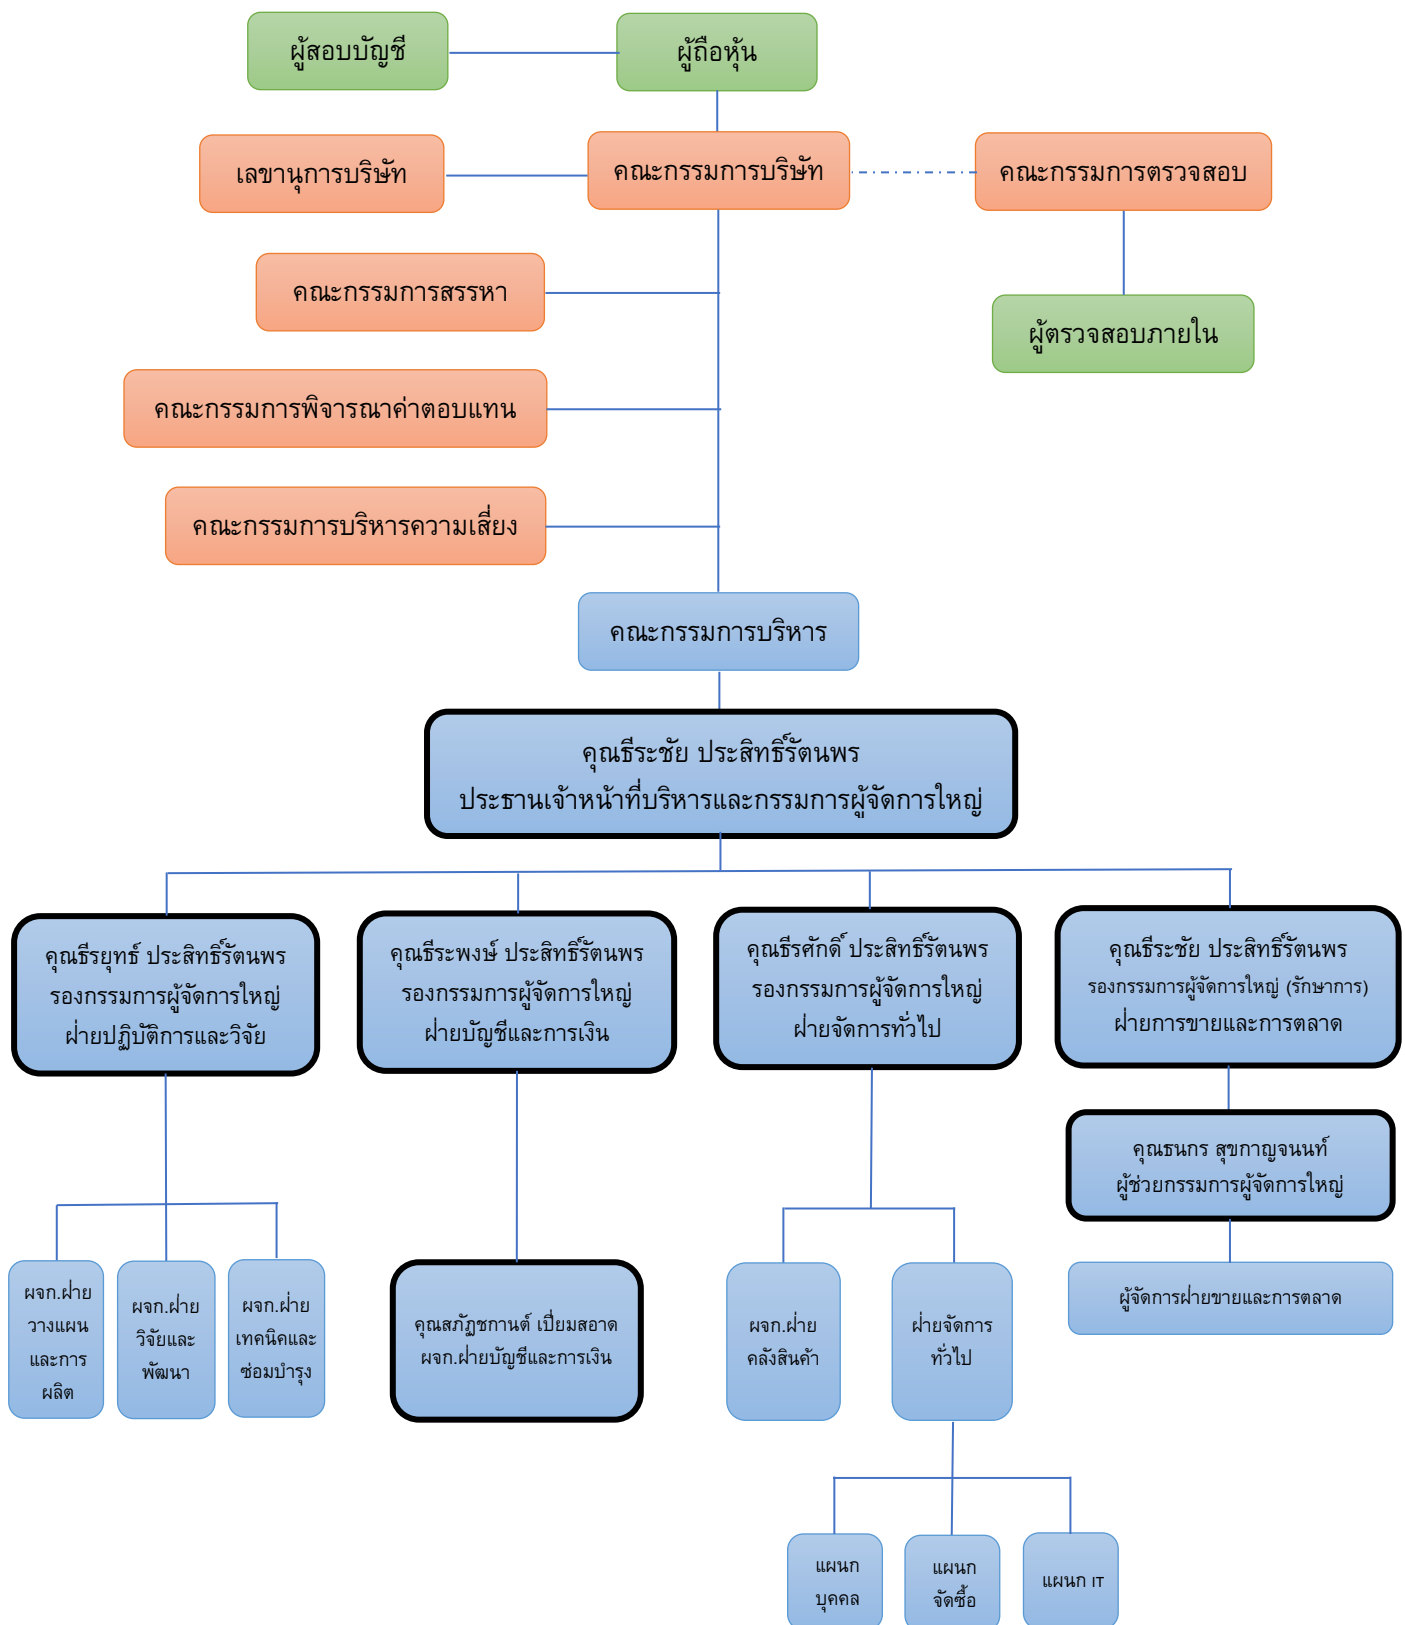 ผู้สอบบัญชี
ผู้ถือหุ้น
เลขานุการบริษัท
คณะกรรมการบริษัท
คณะกรรมการตรวจสอบ
คณะกรรมการสรรหา
ผู้ตรวจสอบภายใน
คณะกรรมการพิจารณาค่าตอบแทน
คณะกรรมการบริหารความเสี่ยง
คณะกรรมการบริหาร
คุณธีระชัย ประสิทธิ์รัตนพร
ประธานเจ้าหน้าที่บริหารและกรรมการผู้จัดการใหญ่
คุณธีรยุทธ์ ประสิทธิ์รัตนพร
รองกรรมการผู้จัดการใหญ่
ฝ่ายปฏิบัติการและวิจัย
คุณธีระพงษ์ ประสิทธิ์รัตนพร
รองกรรมการผู้จัดการใหญ่
ฝ่ายบัญชีและการเงิน
คุณธีรศักดิ์ ประสิทธิ์รัตนพร
รองกรรมการผู้จัดการใหญ่
ฝ่ายจัดการทั่วไป
คุณธีระชัย ประสิทธิ์รัตนพร
รองกรรมการผู้จัดการใหญ่ (รักษาการ)
ฝ่ายการขายและการตลาด
คุณธนกร สุขกาญจนนท์
ผู้ช่วยกรรมการผู้จัดการใหญ่
ผจก.ฝ่าย
วางแผน
และการ
ผลิต
ผจก.ฝ่าย
วิจัยและ
พัฒนา
ผจก.ฝ่าย
เทคนิคและ
ซ่อมบำรุง
คุณสภัฏชกานต์ เปี่ยมสอาด
ผจก.ฝ่ายบัญชีและการเงิน
ผจก.ฝ่าย
คลังสินค้า
ฝ่ายจัดการ
ทั่วไป
ผู้จัดการฝ่ายขายและการตลาด
แผนก
บุคคล
แผนก
จัดซื้อ
แผนก IT